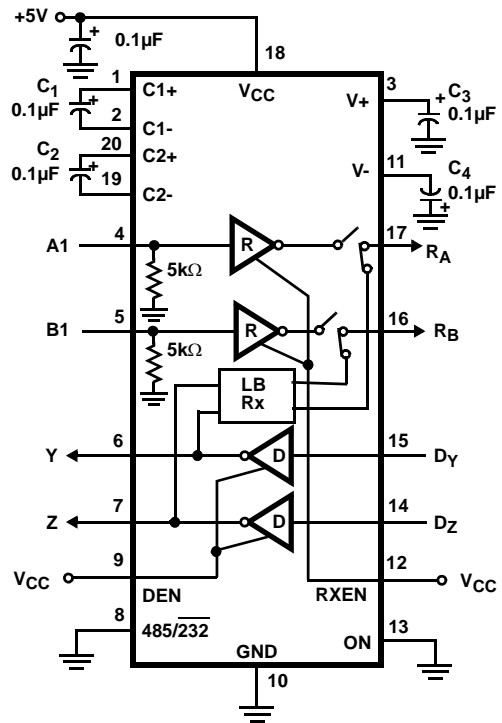 +5V
0.1µF
18
1
C1
0.1µF
C1+
VCC
V+
3
C3
0.1µF
2
C1-
20
C2
0.1µF
C2+
19
C2-
V-
11
C4
0.1µF
A1
4
R
17
RA
5kΩ
B1
5
R
16
RB
5kΩ
LB
Rx
Y
6
D
15
DY
Z
7
D
14
DZ
VCC
9
DEN
RXEN
12
VCC
8
485/232
ON
13
GND
10